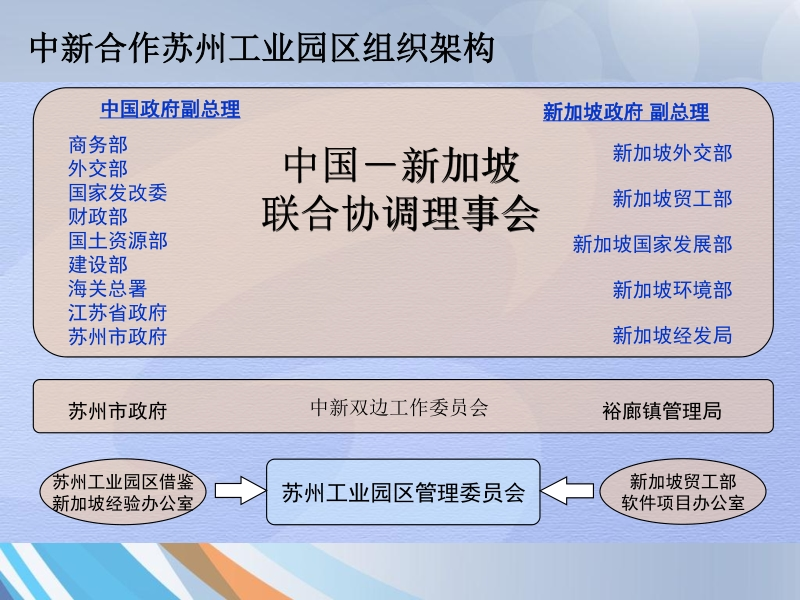 中新合作苏州工业园区组织架构
中国政府副总理
商务部
外交部
国家发改委
财政部
国土资源部
建设部
海关总署
江苏省政府
苏州市政府
中国－新加坡
联合协调理事会
新加坡政府 副总理
新加坡外交部
新加坡贸工部
新加坡国家发展部
新加坡环境部
新加坡经发局
苏州市政府
中新双边工作委员会
裕廊镇管理局
苏州工业园区借鉴
新加坡经验办公室
苏州工业园区管理委员会
新加坡贸工部
软件项目办公室